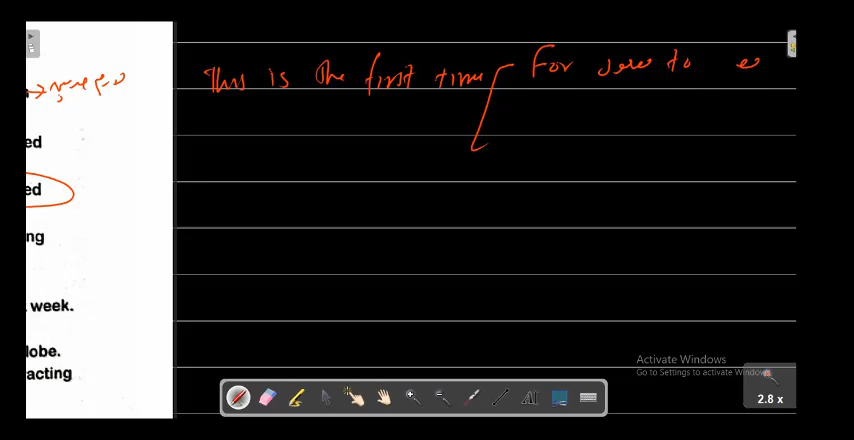 This is the first time for to
ed
ed
ng
week.
lobe.
acting
Activate Windows
Go to Settings to activate Windows.
2.8 x